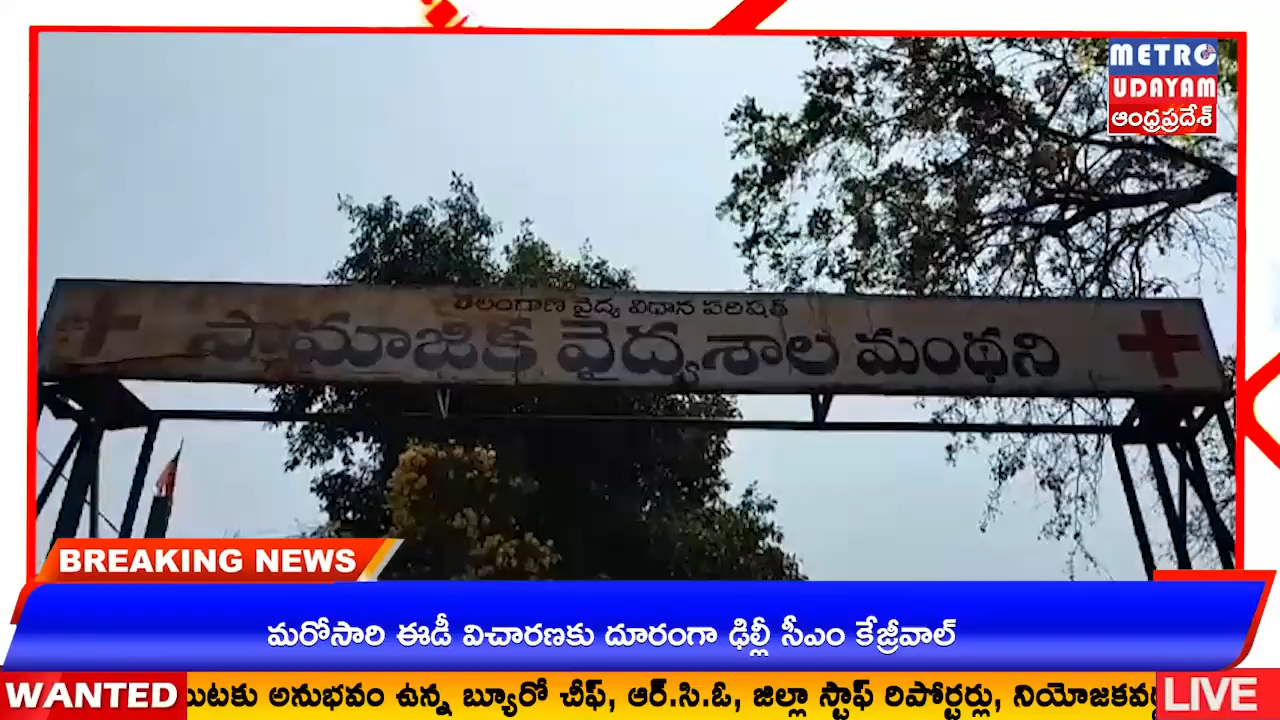 METRO
UDAYAM
ఆంధ్రప్రదేశ్
తెలంగాణ వైద్య విధాన పరిషత్
సామాజిక వైద్యశాల మంథని
BREAKING NEWS
మరోసారి ఈడీ విచారణకు దూరంగా ఢిల్లీ సీఎం కేజ్రీవాల్
WANTED
అనుభవం ఉన్న బ్యూరో చీఫ్, ఆర్.సి.ఓ, జిల్లా స్టాఫ్ రిపోర్టర్లు,
LIVE